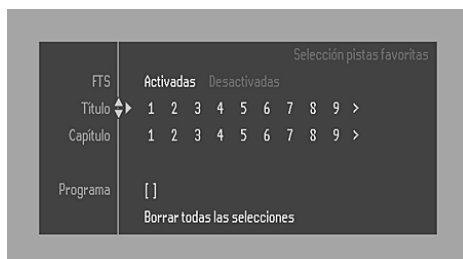 Selección pistas favoritas
FTS Activadas Desactivadas
Título 1 2 3 4 5 6 7 8 9 >
Capítulo 1 2 3 4 5 6 7 8 9 >
Programa [ ]
Borrar todas las selecciones